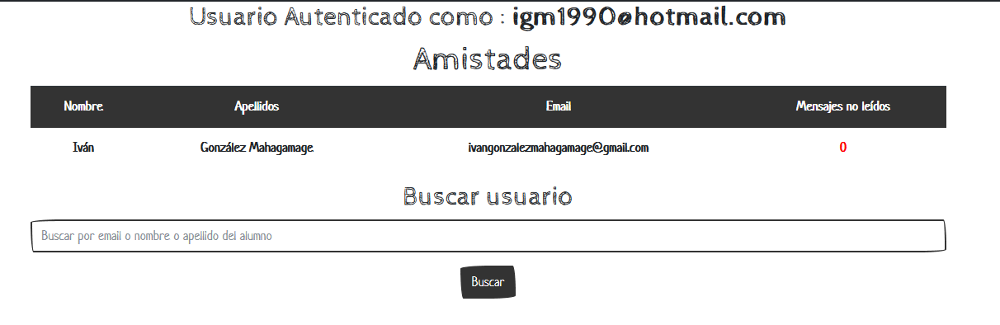 Usuario Autenticado como : igm1990@hotmail.com
Amistades
Nombre Apellidos Email Mensajes no leídos
Iván González Mahagamage ivangonzalezmahagamage@gmail.com 0
Buscar usuario
Buscar por email o nombre o apellido del alumno
Buscar